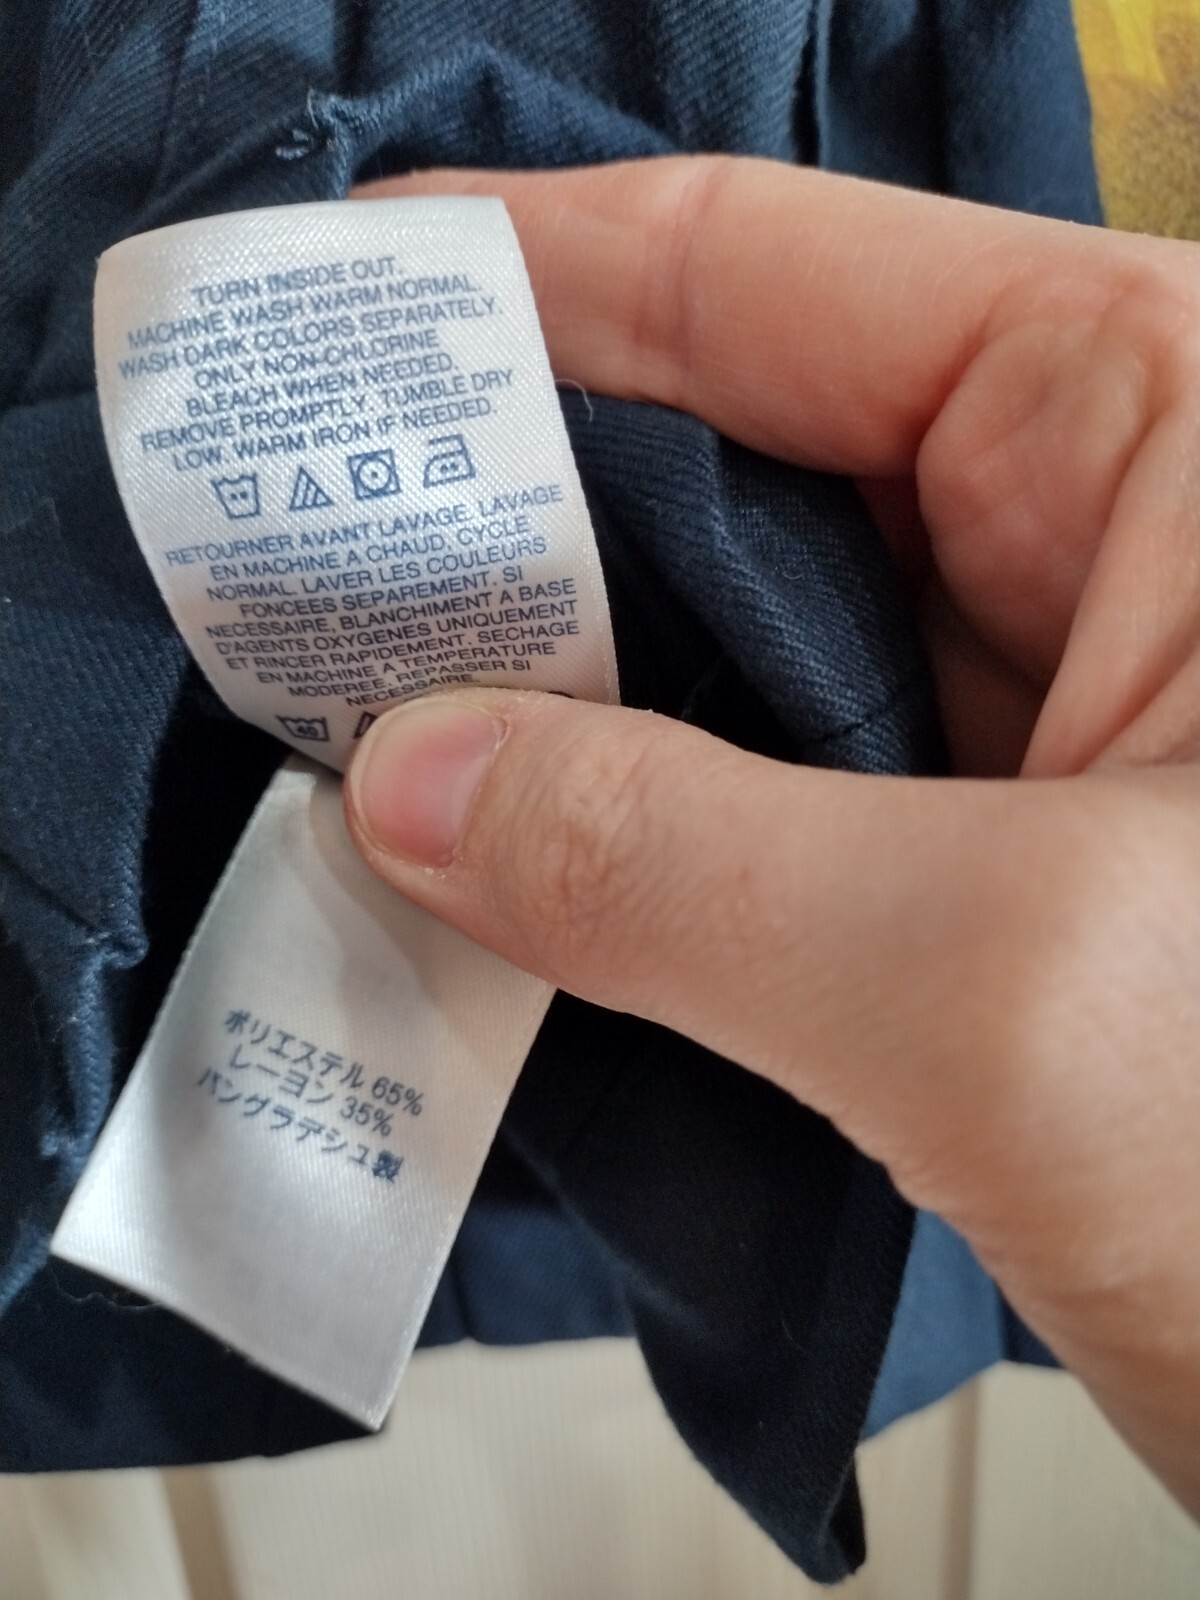 TURN INSIDE OUT.
MACHINE WASH WARM NORMAL.
WASH DARK COLORS SEPARATELY.
ONLY NON-CHLORINE
BLEACH WHEN NEEDED.
REMOVE PROMPTLY. TUMBLE DRY
LOW. WARM IRON IF NEEDED.
RETOURNER AVANT LAVAGE. LAVAGE
EN MACHINE A CHAUD, CYCLE
NORMAL. LAVER LES COULEURS
FONCEES SEPAREMENT. SI
NECESSAIRE, BLANCHIMENT A BASE
D'AGENTS OXYGENES UNIQUEMENT
ET RINCER RAPIDEMENT. SECHAGE
EN MACHINE A TEMPERATURE
MODEREE. REPASSER SI
NECESSAIRE.
40
ポリエステル 65%
レーヨン 35%
バングラデシュ製